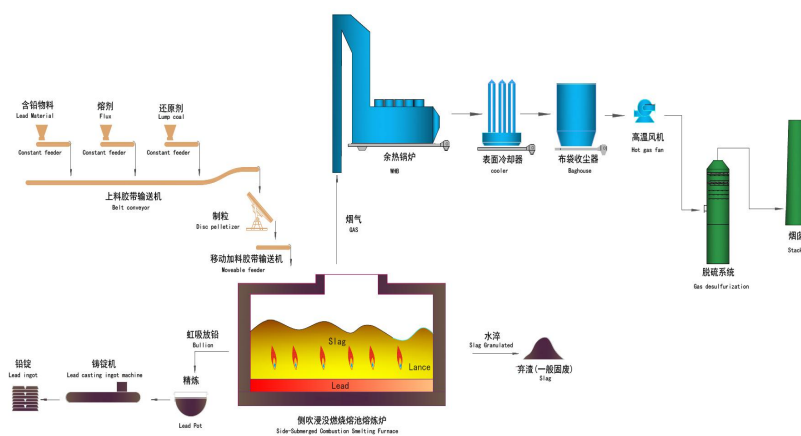 含铅物料
Lead Material
熔剂
Flux
还原剂
Lump coal
Constant feeder
Constant feeder
Constant feeder
上料胶带输送机
Belt conveyor
制粒
Disc palletizer
移动加料胶带输送机
Moveable feeder
烟气
GAS
余热锅炉
WHB
表面冷却器
cooler
布袋收尘器
Baghouse
高温风机
Hot gas fan
脱硫系统
Gas desulfurization
烟囱
Stack
Slag
Lance
Lead
侧吹浸没燃烧熔池熔炼炉
Side-Submerged Combustion Smelting Furnace
虹吸放铅
Bullion
精炼
Lead Pot
铸锭机
Lead casting ingot machine
铅锭
Lead ingot
水淬
Slag Granulated
弃渣(一般固废)
Slag